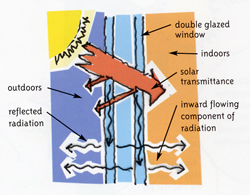 double glazed
window
indoors
solar
transmittance
outdoors
reflected
radiation
inward flowing
component of
radiation